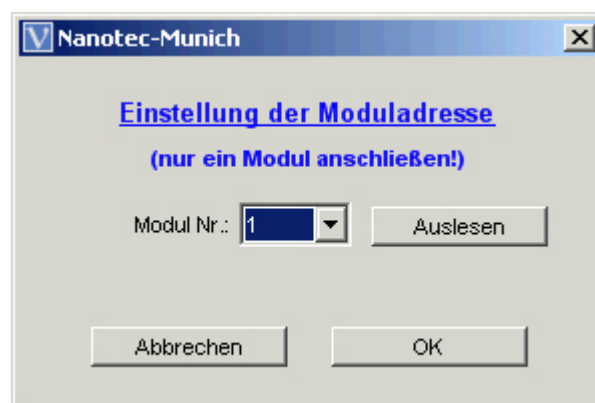 Nanotec-Munich
Einstellung der Moduladresse
(nur ein Modul anschließen!)
Modul Nr.: 1 Auslesen
Abbrechen OK